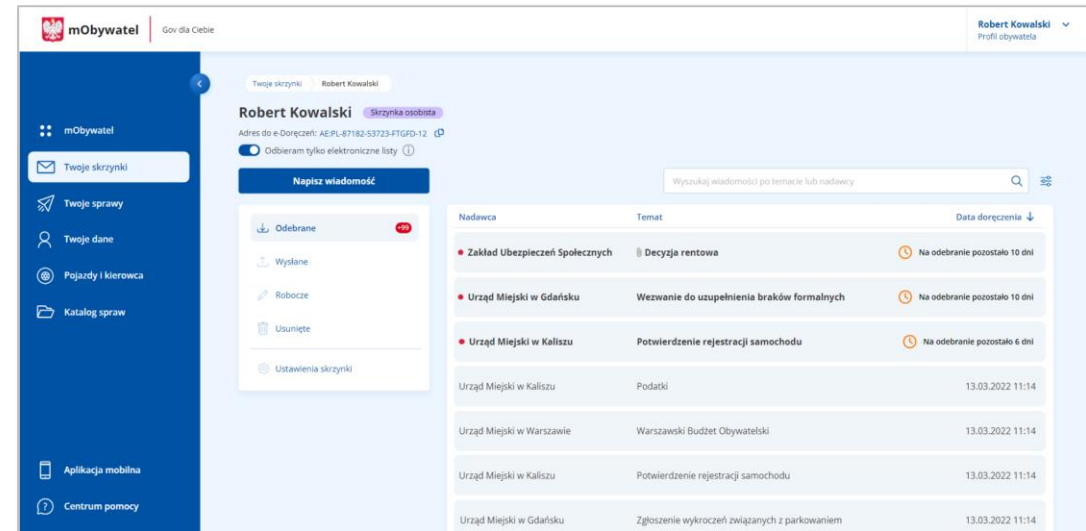 mObywatel
Gov dla Ciebie
Robert Kowalski
Profil obywatela
mObywatel
Twoje skrzynki
Twoje sprawy
Twoje dane
Pojazdy i kierowca
Katalog spraw
Aplikacja mobilna
Centrum pomocy
Twoje skrzynki Robert Kowalski
Robert Kowalski Skrzynka osobista
Adres do e-Doręczeń: AE:PL-87182-53723-FTGFD-12
Odbieram tylko elektroniczne listy
Napisz wiadomość
Wyszukaj wiadomości po temacie lub nadawcy
Odebrane +99
Wysłane
Robocze
Usunięte
Ustawienia skrzynki
Nadawca Temat Data doręczenia
Zakład Ubezpieczeń Społecznych Decyzja rentowa Na odebranie pozostało 10 dni
Urząd Miejski w Gdańsku Wezwanie do uzupełnienia braków formalnych Na odebranie pozostało 10 dni
Urząd Miejski w Kaliszu Potwierdzenie rejestracji samochodu Na odebranie pozostało 6 dni
Urząd Miejski w Kaliszu Podatki 13.03.2022 11:14
Urząd Miejski w Warszawie Warszawski Budżet Obywatelski 13.03.2022 11:14
Urząd Miejski w Kaliszu Potwierdzenie rejestracji samochodu 13.03.2022 11:14
Urząd Miejski w Gdańsku Zgłoszenie wykroczeń związanych z parkowaniem 13.03.2022 11:14